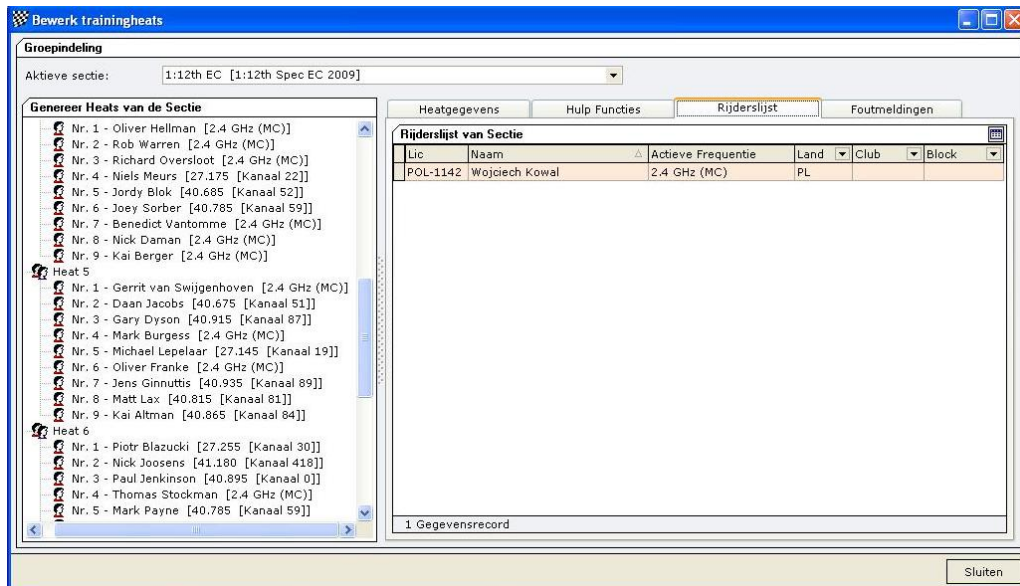 Bewerk trainingheats
Groepindeling
Aktieve sectie: 1:12th EC [1:12th Spec EC 2009]
Genereer Heats van de Sectie
Nr. 1 - Oliver Hellman [2.4 GHz (MC)]
Nr. 2 - Rob Warren [2.4 GHz (MC)]
Nr. 3 - Richard Oversloot [2.4 GHz (MC)]
Nr. 4 - Niels Meurs [27.175 [Kanaal 22]]
Nr. 5 - Jordy Blok [40.685 [Kanaal 52]]
Nr. 6 - Joey Sorber [40.785 [Kanaal 59]]
Nr. 7 - Benedict Vantomme [2.4 GHz (MC)]
Nr. 8 - Nick Daman [2.4 GHz (MC)]
Nr. 9 - Kai Berger [2.4 GHz (MC)]
Heat 5
Nr. 1 - Gerrit van Swijgenhoven [2.4 GHz (MC)]
Nr. 2 - Daan Jacobs [40.675 [Kanaal 51]]
Nr. 3 - Gary Dyson [40.915 [Kanaal 87]]
Nr. 4 - Mark Burgess [2.4 GHz (MC)]
Nr. 5 - Michael Lepelaar [27.145 [Kanaal 19]]
Nr. 6 - Oliver Franke [2.4 GHz (MC)]
Nr. 7 - Jens Ginnuttis [40.935 [Kanaal 89]]
Nr. 8 - Matt Lax [40.815 [Kanaal 81]]
Nr. 9 - Kai Altman [40.865 [Kanaal 84]]
Heat 6
Nr. 1 - Piotr Blazucki [27.255 [Kanaal 30]]
Nr. 2 - Nick Joosens [41.180 [Kanaal 418]]
Nr. 3 - Paul Jenkinson [40.895 [Kanaal 0]]
Nr. 4 - Thomas Stockman [2.4 GHz (MC)]
Nr. 5 - Mark Payne [40.785 [Kanaal 59]]
Heatgegevens Hulp Functies Rijderslijst Foutmeldingen
Rijderslijst van Sectie
Lic Naam Actieve Frequentie Land Club Block
POL-1142 Wojciech Kowal 2.4 GHz (MC) PL
1 Gegevensrecord
Sluiten